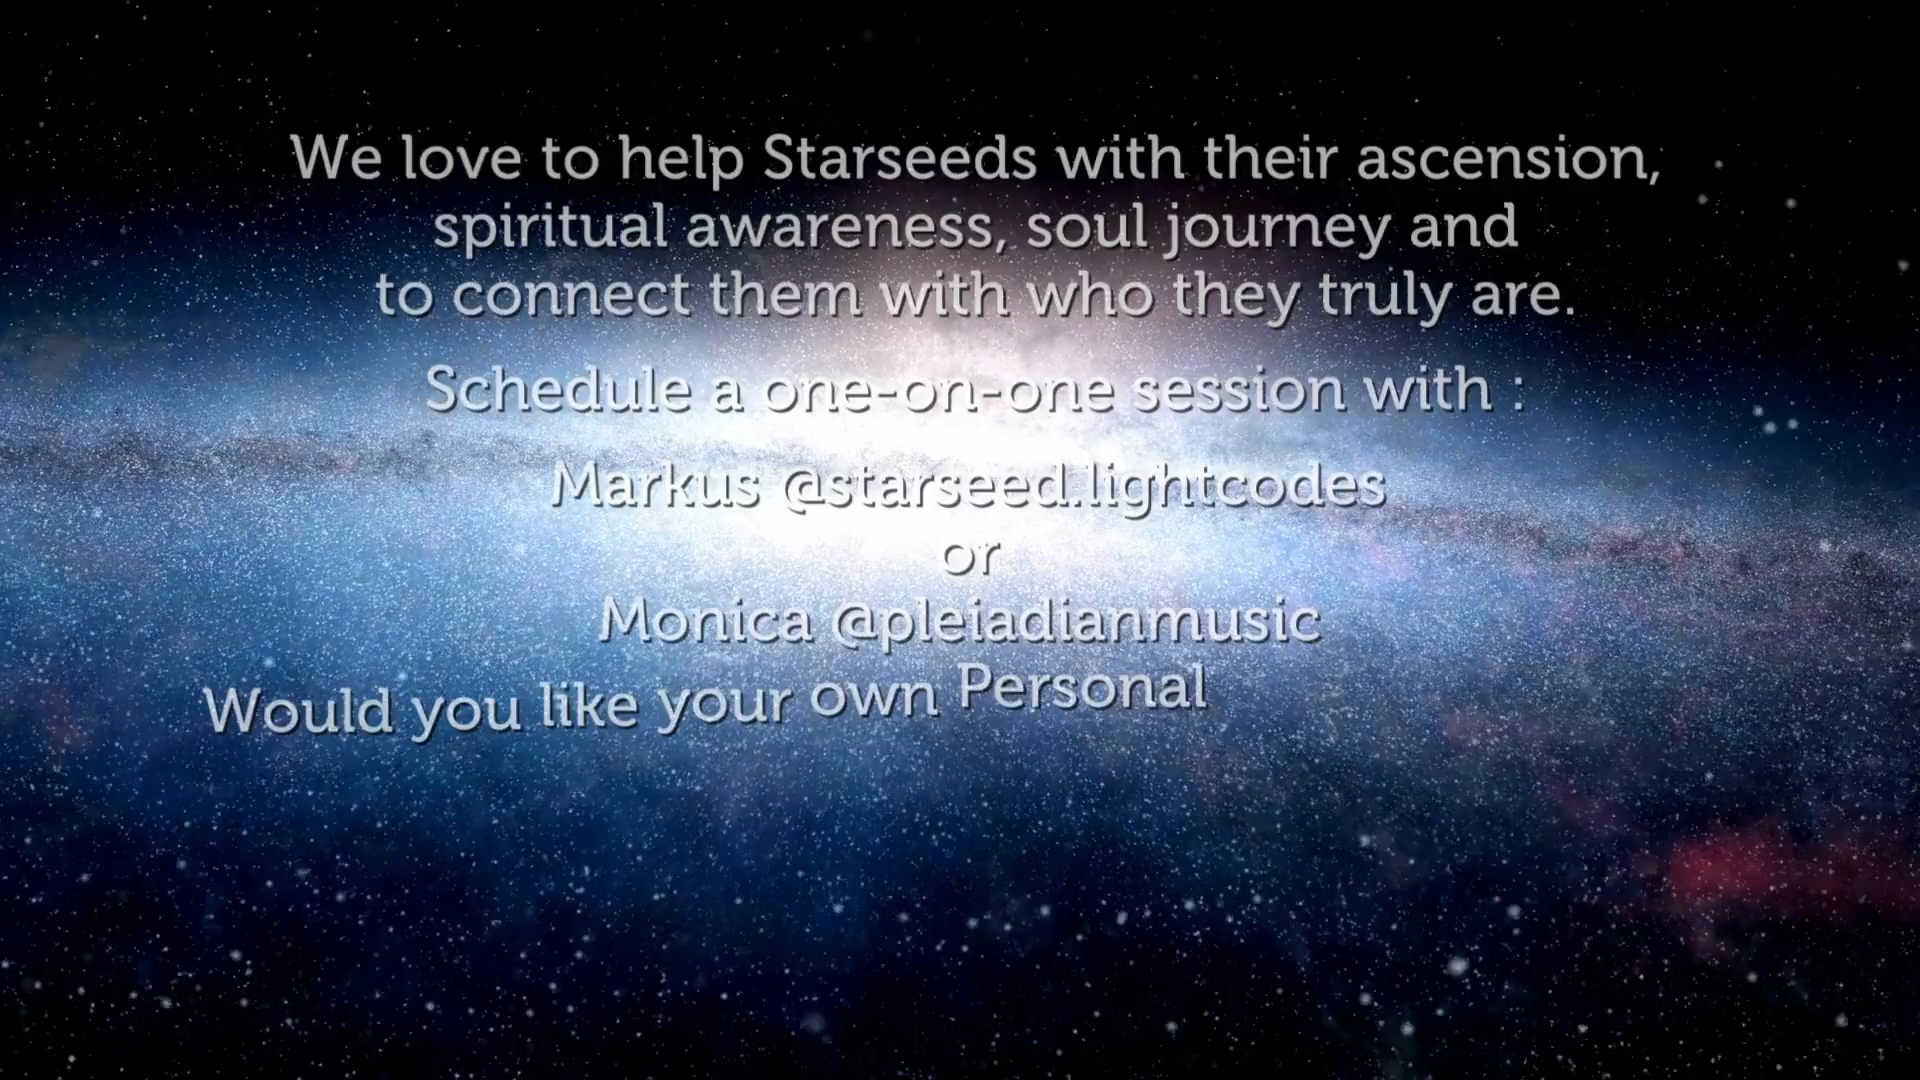 We love to help Starseeds with their ascension,
spiritual awareness, soul journey and
to connect them with who they truly are.
Schedule a one-on-one session with :
Markus @starseed.lightcodes
or
Monica @pleiadianmusic
Would you like your own Personal